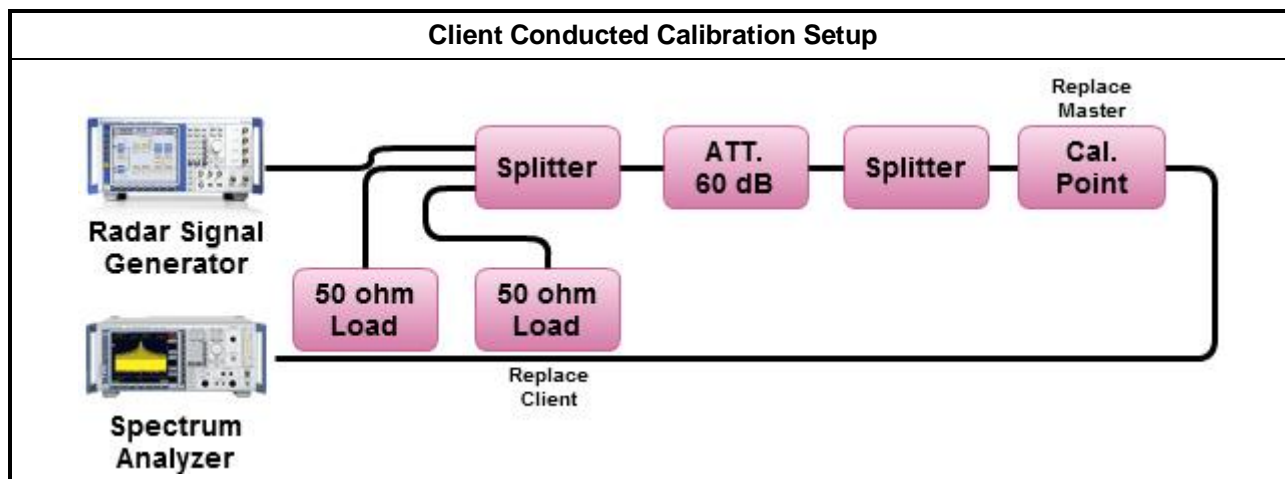 Client Conducted Calibration Setup
Replace
Master
Splitter
ATT.
60 dB
Splitter
Cal.
Point
Radar Signal
Generator
50 ohm
Load
50 ohm
Load
Replace
Client
Spectrum
Analyzer